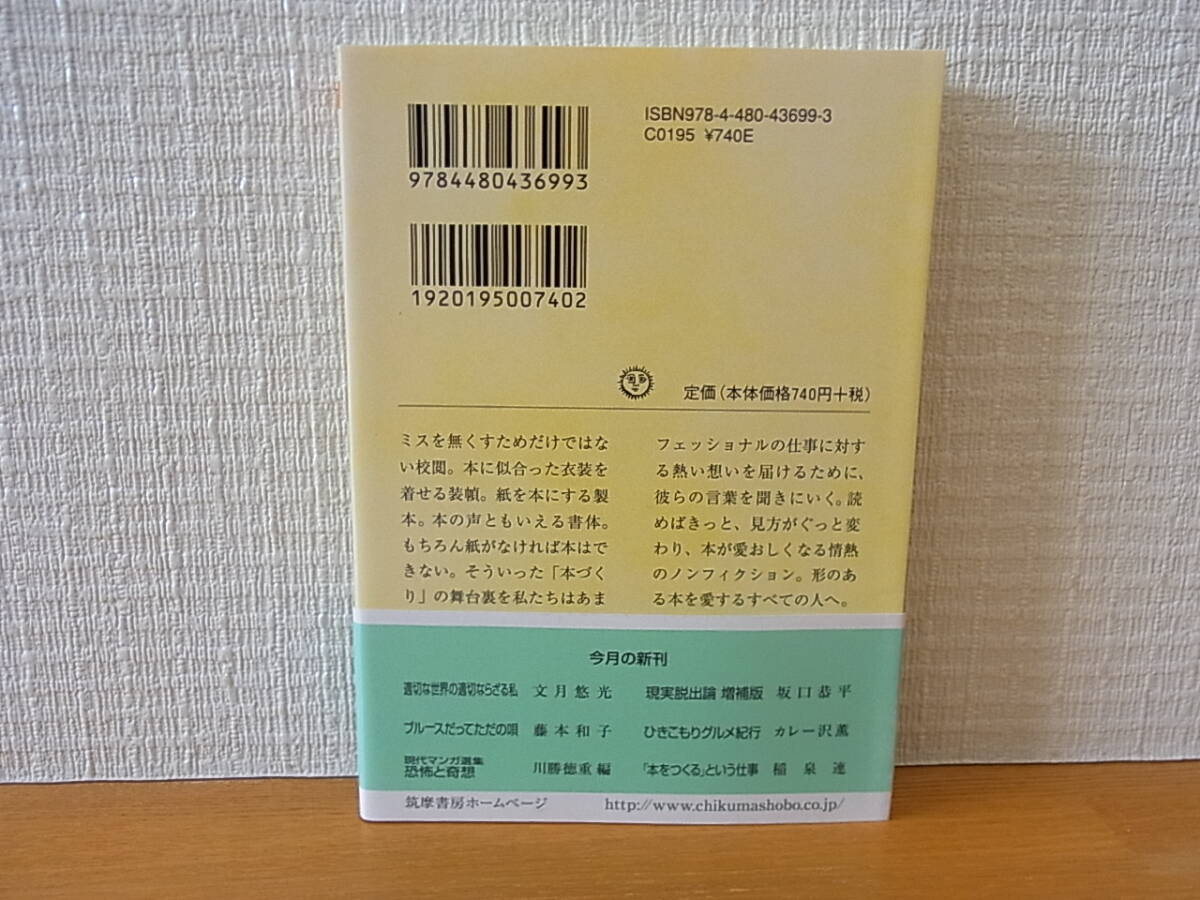 ISBN978-4-480-43699-3
C0195 ¥740E
9784480436993
1920195007402
定価(本体価格740円+税)
ミスを無くすためだけではな
い校閲。本に似合った衣装を
着せる装幀。紙を本にする製
本。本の声ともいえる書体。
もちろん紙がなければ本はで
きない。そういった「本づく
り」の舞台裏を私たちはあま
フェッショナルの仕事に対す
る熱い想いを届けるために、
彼らの言葉を聞きにいく。読
めばきっと、見方がぐっと変
わり、本が愛おしくなる情熱
のノンフィクション。形のあ
る本を愛するすべての人へ。
今月の新刊
適切な世界の適切ならざる私 文月悠光
現実脱出論 増補版 坂口恭平
ブルースだってただの唄 藤本和子
ひきこもりグルメ紀行 カレー沢薫
現代マンガ選集
恐怖と奇想 川勝徳重編
「本をつくる」という仕事 稲泉連
筑摩書房ホームページ http://www.chikumashobo.co.jp/